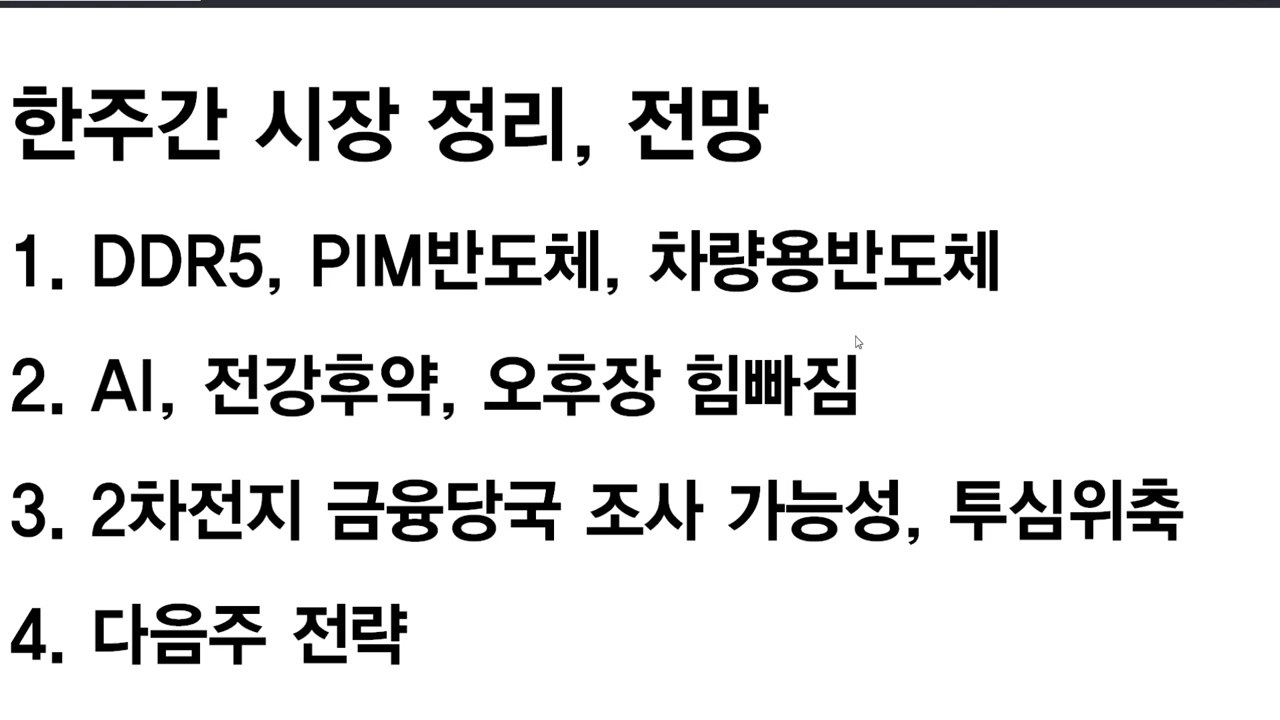 한주간 시장 정리, 전망
1. DDR5, PIM반도체, 차량용반도체
2. AI, 전강후약, 오후장 힘빠짐
3. 2차전지 금융당국 조사 가능성, 투심위축
4. 다음주 전략